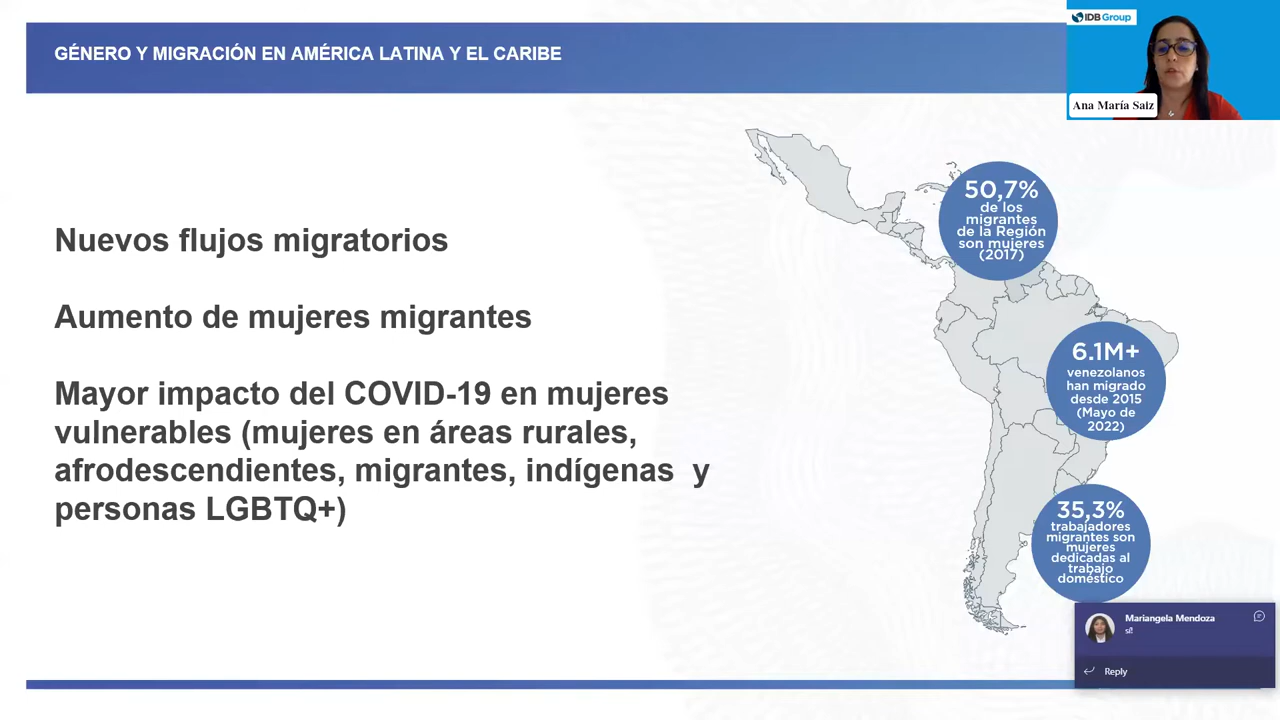 GÉNERO Y MIGRACIÓN EN AMÉRICA LATINA Y EL CARIBE
IDB Group
Ana María Saiz
Nuevos flujos migratorios
Aumento de mujeres migrantes
Mayor impacto del COVID-19 en mujeres
vulnerables (mujeres en áreas rurales,
afrodescendientes, migrantes, indígenas y
personas LGBTQ+)
50,7%
de los
migrantes
de la Región
son mujeres
(2017)
6.1M+
venezolanos
han migrado
desde 2015
(Mayo de
2022)
35,3%
trabajadores
migrantes son
mujeres
dedicadas al
trabajo
doméstico
Mariangela Mendoza
sí!
Reply